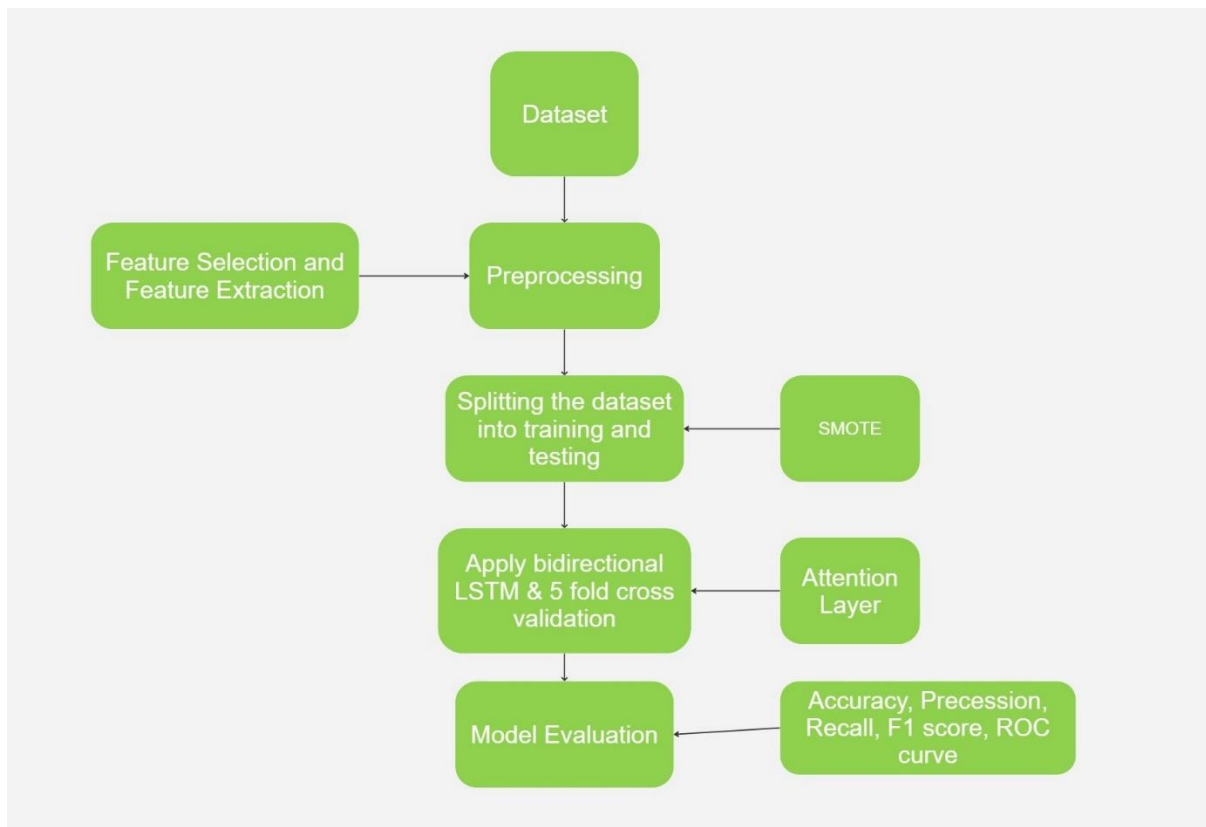 Dataset
Feature Selection and
Feature Extraction
Preprocessing
Splitting the dataset
into training and
testing
SMOTE
Apply bidirectional
LSTM & 5 fold cross
validation
Attention
Layer
Model Evaluation
Accuracy, Precession,
Recall, F1 score, ROC
curve